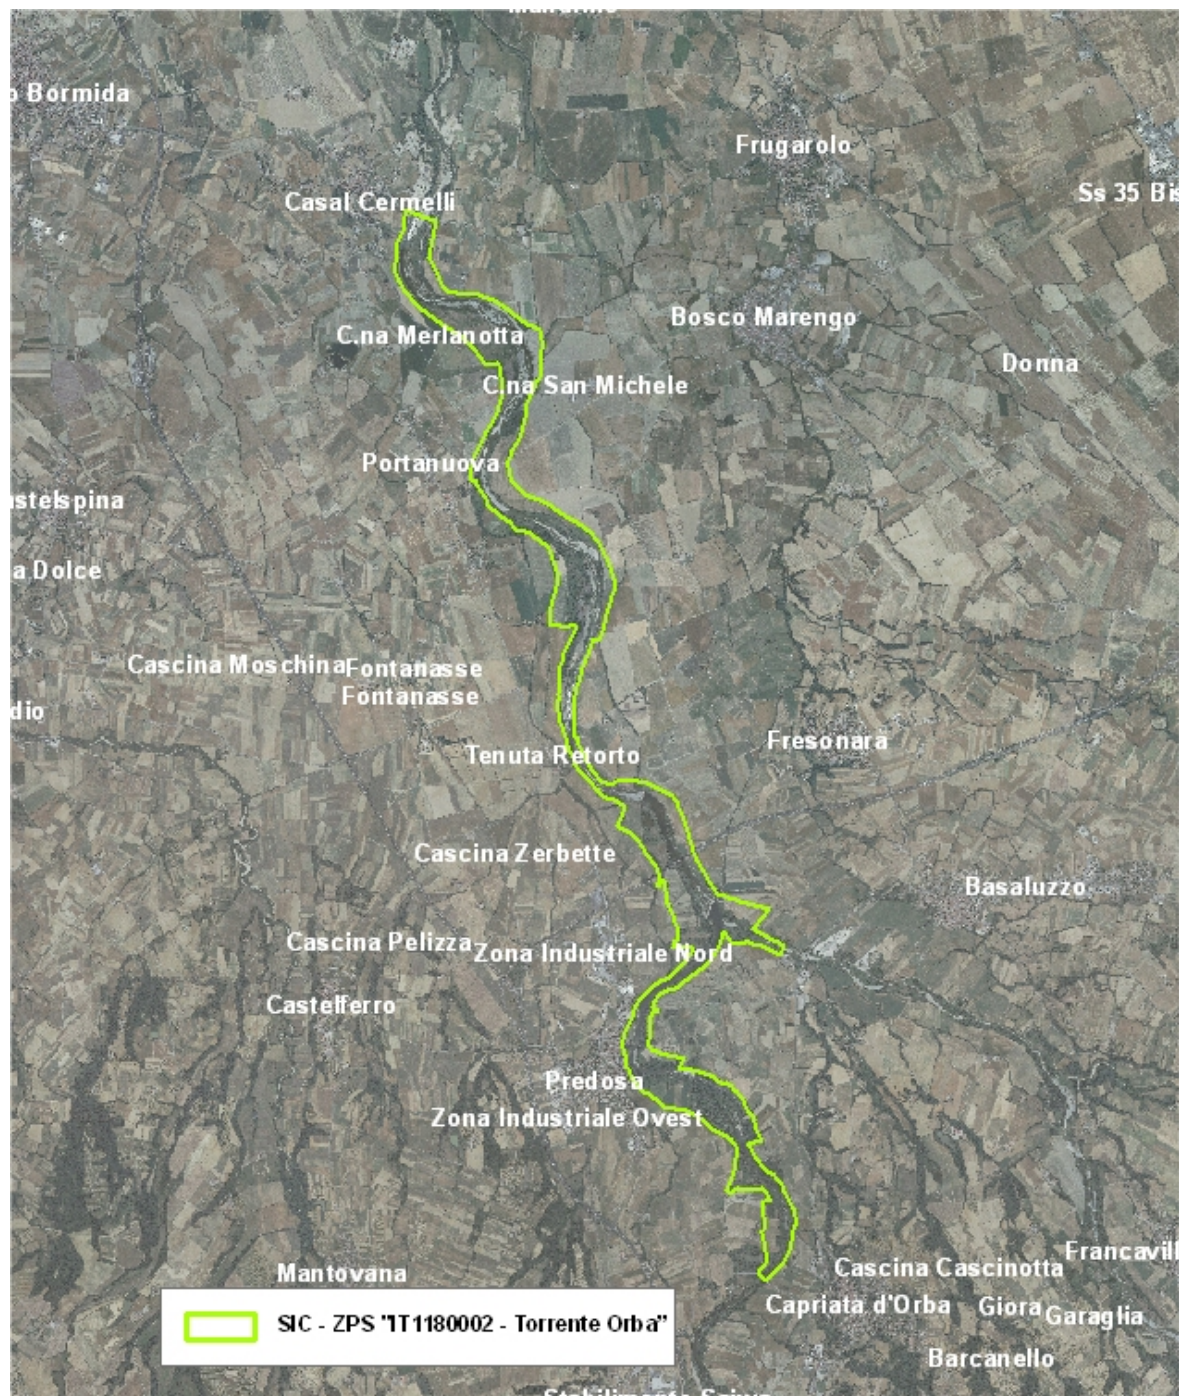 o Bormida
Frugarolo
Ss 35 Bis
Casal Cermelli
Bosco Marengo
C.na Merlanotta
Donna
C.na San Michele
Portanuova
stelspina
a Dolce
Cascina Moschina
Fontanasse
Fontanasse
dio
Fresonara
Tenuta Retorto
Cascina Zerbette
Basaluzzo
Cascina Pelizza
Zona Industriale Nord
Castelferro
Predosa
Zona Industriale Ovest
Francavill
Cascina Cascinotta
Mantovana
Capriata d'Orba
Giora
Garaglia
SIC - ZPS "IT1180002 - Torrente Orba"
Barcanello